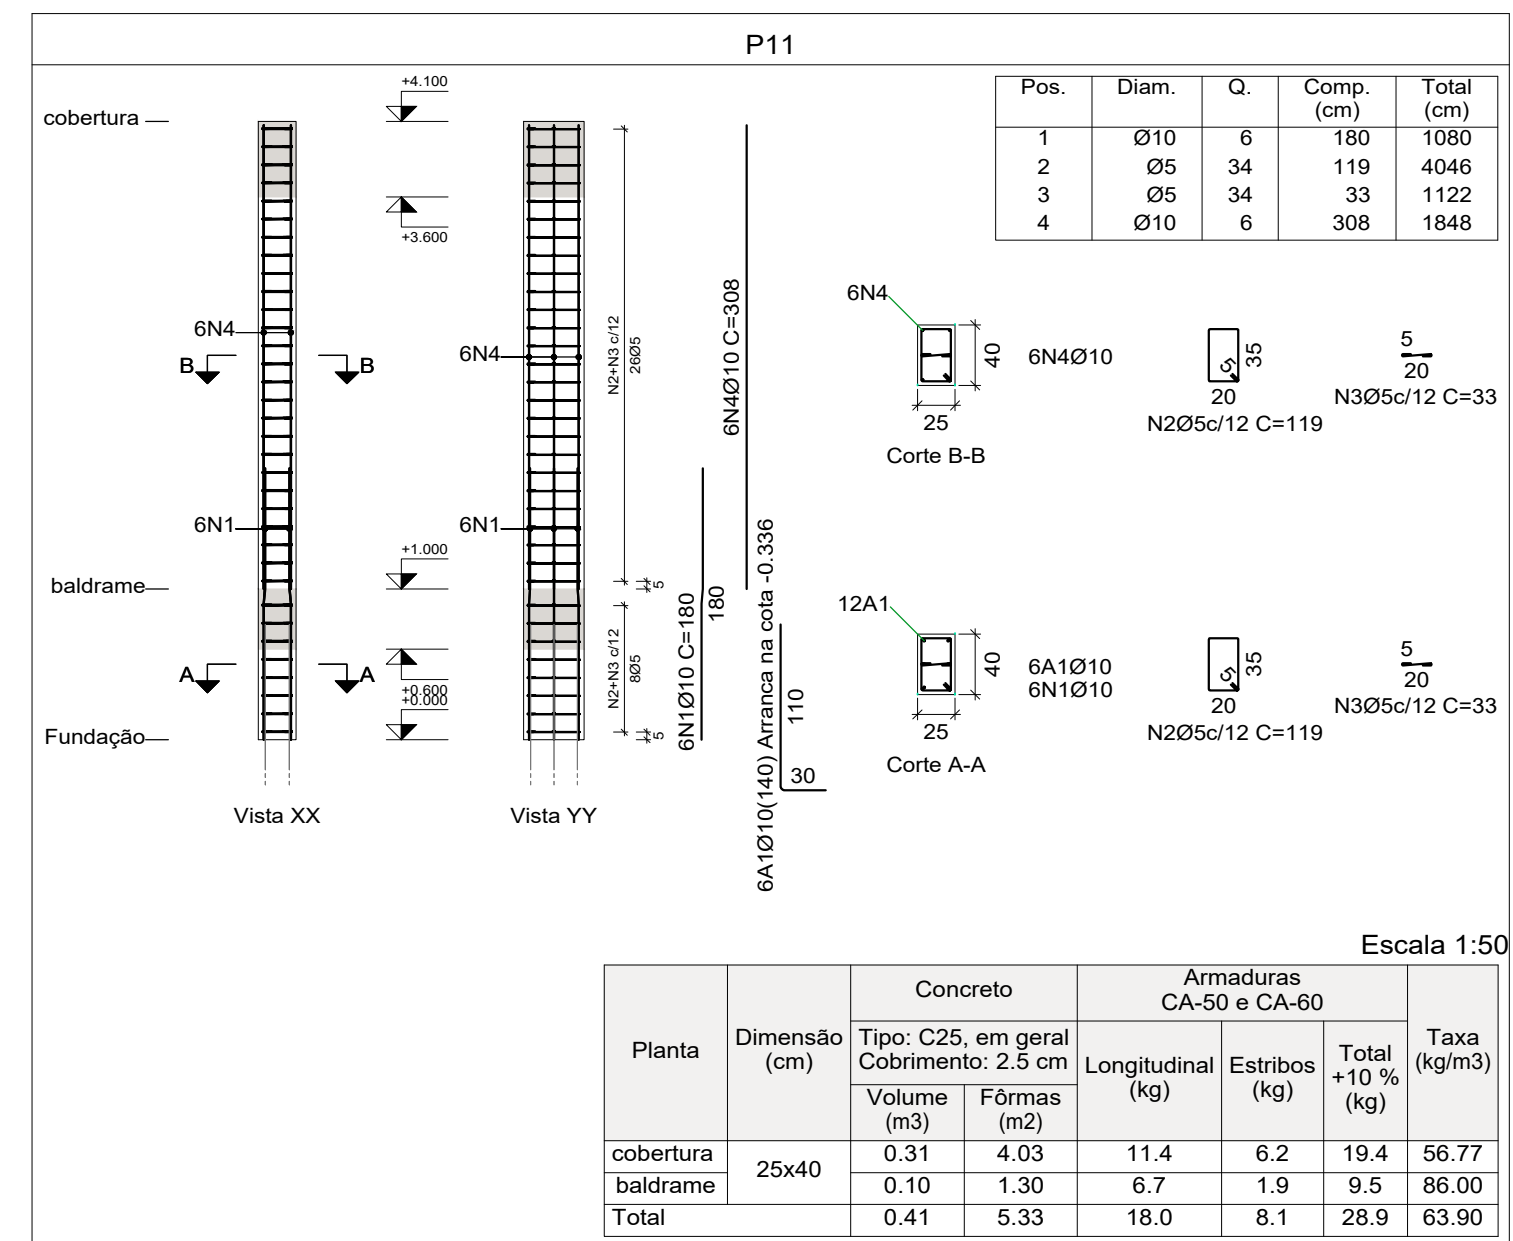 P11
cobertura
+4.100
+3.600
6N4
B
B
6N1
baldrame
+1.000
A
A
+0.600
+0.000
Fundação
Vista XX
6N4
6N1
N2+N3 c/12
26Ø5
5
N2+N3 c/12
8Ø5
5
Vista YY
6N1Ø10 C=180
180
6N4Ø10 C=308
6A1Ø10(140) Arranca na cota -0.336
110
30
Pos. Diam. Q. Comp. (cm) Total (cm)
1 Ø10 6 180 1080
2 Ø5 34 119 4046
3 Ø5 34 33 1122
4 Ø10 6 308 1848
6N4
40
25
Corte B-B
6N4Ø10
5
35
20
N2Ø5c/12 C=119
5
20
N3Ø5c/12 C=33
12A1
40
25
Corte A-A
6A1Ø10
6N1Ø10
5
35
20
N2Ø5c/12 C=119
5
20
N3Ø5c/12 C=33
Escala 1:50
Planta
Dimensão
(cm)
Concreto
Tipo: C25, em geral
Cobrimento: 2.5 cm
Volume
(m3)
Fôrmas
(m2)
Armaduras
CA-50 e CA-60
Longitudinal
(kg)
Estribos
(kg)
Total
+10 %
(kg)
Taxa
(kg/m3)
cobertura 25x40 0.31 4.03 11.4 6.2 19.4 56.77
baldrame 0.10 1.30 6.7 1.9 9.5 86.00
Total 0.41 5.33 18.0 8.1 28.9 63.90